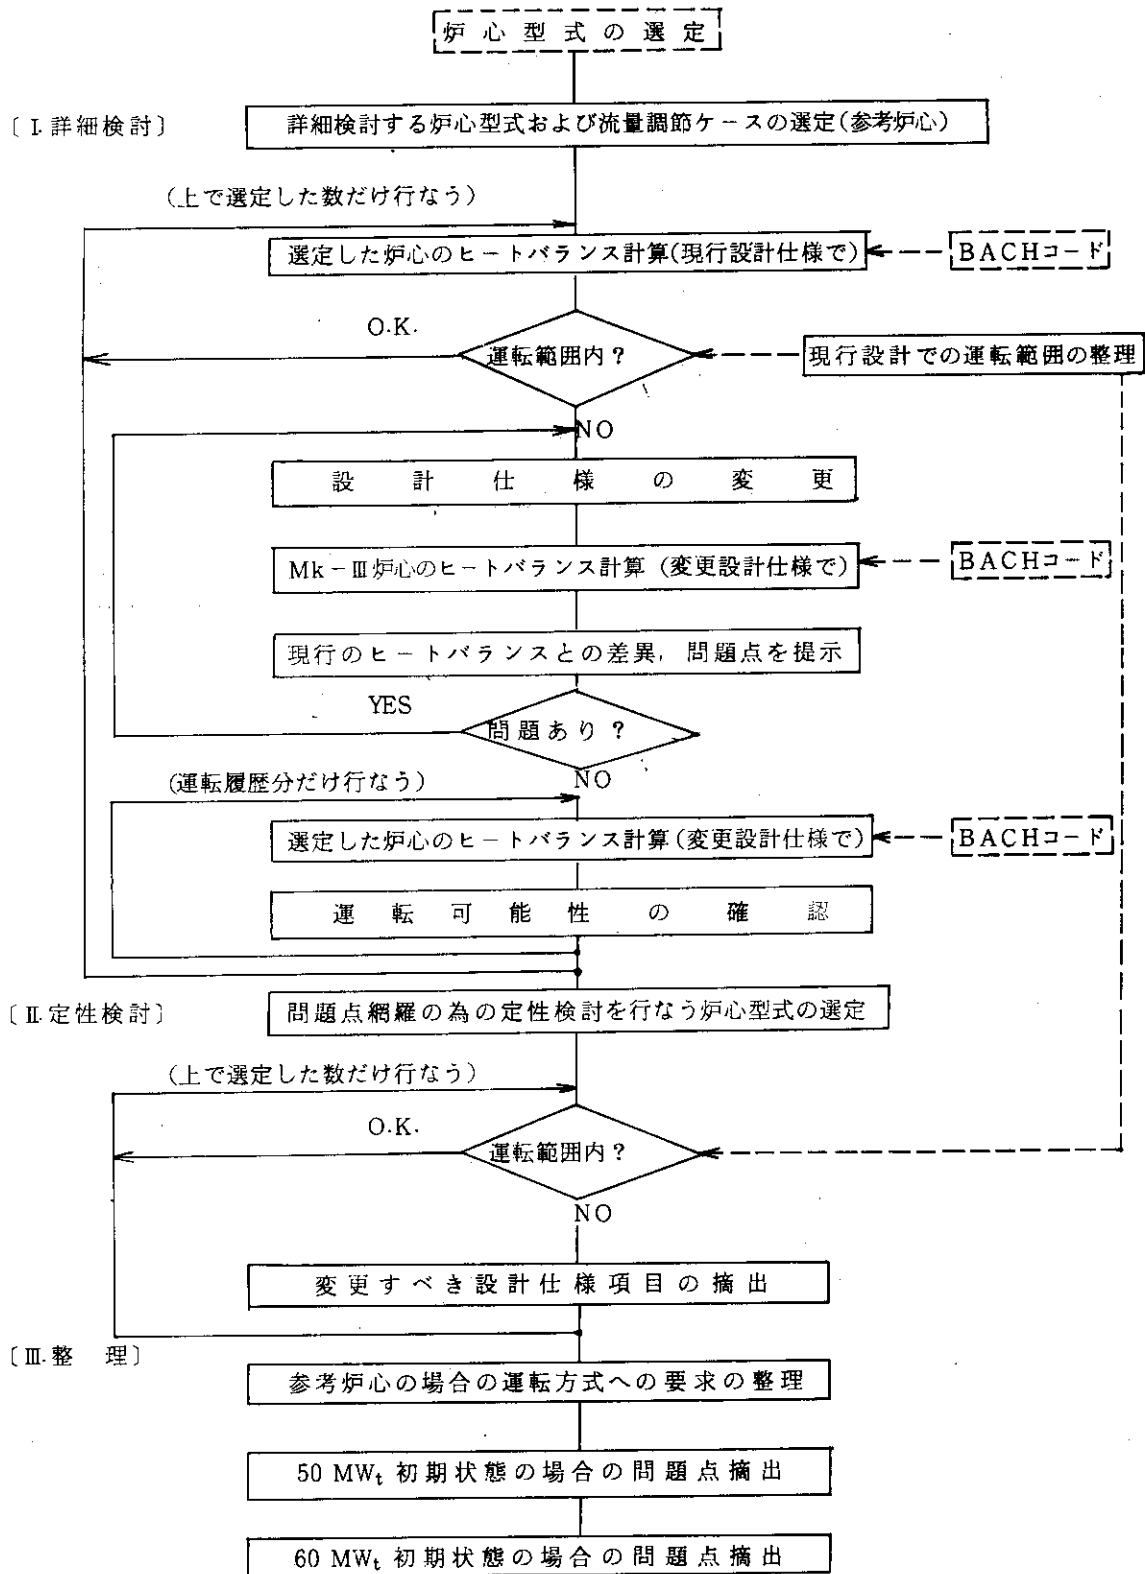 炉心型式の選定
〔Ⅰ.詳細検討〕
詳細検討する炉心型式および流量調節ケースの選定(参考炉心)
(上で選定した数だけ行なう)
選定した炉心のヒートバランス計算(現行設計仕様で)
BACHコード
O.K.
運転範囲内?
現行設計での運転範囲の整理
NO
設計仕様の変更
Mk-Ⅲ炉心のヒートバランス計算(変更設計仕様で)
BACHコード
現行のヒートバランスとの差異,問題点を提示
YES
問題あり?
NO
(運転履歴分だけ行なう)
選定した炉心のヒートバランス計算(変更設計仕様で)
BACHコード
運転可能性の確認
〔Ⅱ.定性検討〕
問題点網羅の為の定性検討を行なう炉心型式の選定
(上で選定した数だけ行なう)
O.K.
運転範囲内?
NO
変更すべき設計仕様項目の摘出
〔Ⅲ.整 理〕
参考炉心の場合の運転方式への要求の整理
50 MWt 初期状態の場合の問題点摘出
60 MWt 初期状態の場合の問題点摘出